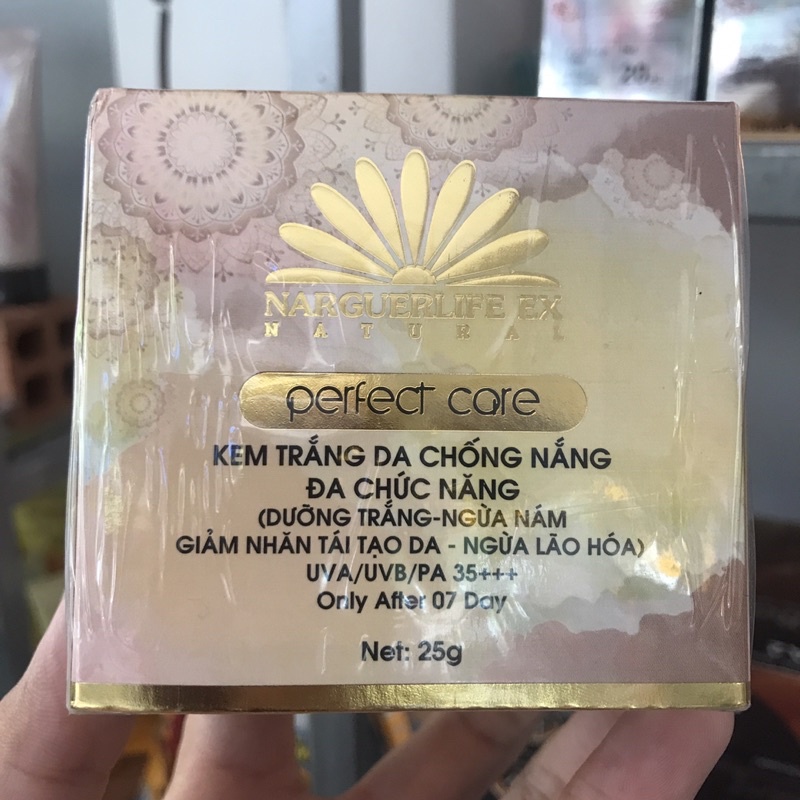 NARGUERLIFE EX
NATURAL
perfect care
KEM TRẮNG DA CHỐNG NẮNG
ĐA CHỨC NĂNG
(DƯỠNG TRẮNG-NGỪA NÁM
GIẢM NHĂN TÁI TẠO DA - NGỪA LÃO HÓA)
UVA/UVB/PA 35+++
Only After 07 Day
Net: 25g